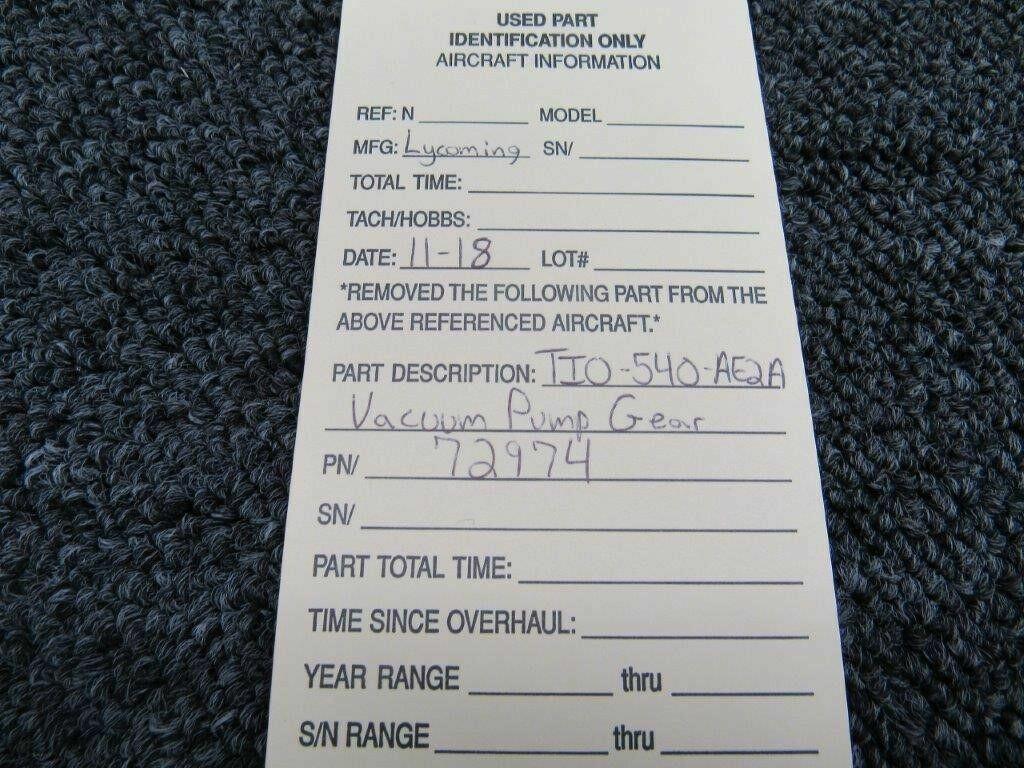 USED PART
IDENTIFICATION ONLY
AIRCRAFT INFORMATION
REF: N MODEL
MFG: Lycoming SN/
TOTAL TIME:
TACH/HOBBS:
DATE: 11-18 LOT#
*REMOVED THE FOLLOWING PART FROM THE
ABOVE REFERENCED AIRCRAFT.*
PART DESCRIPTION: TIO-540-AE2A
Vacuum Pump Gear
PN/ 72974
SN/
PART TOTAL TIME:
TIME SINCE OVERHAUL:
YEAR RANGE thru
S/N RANGE thru